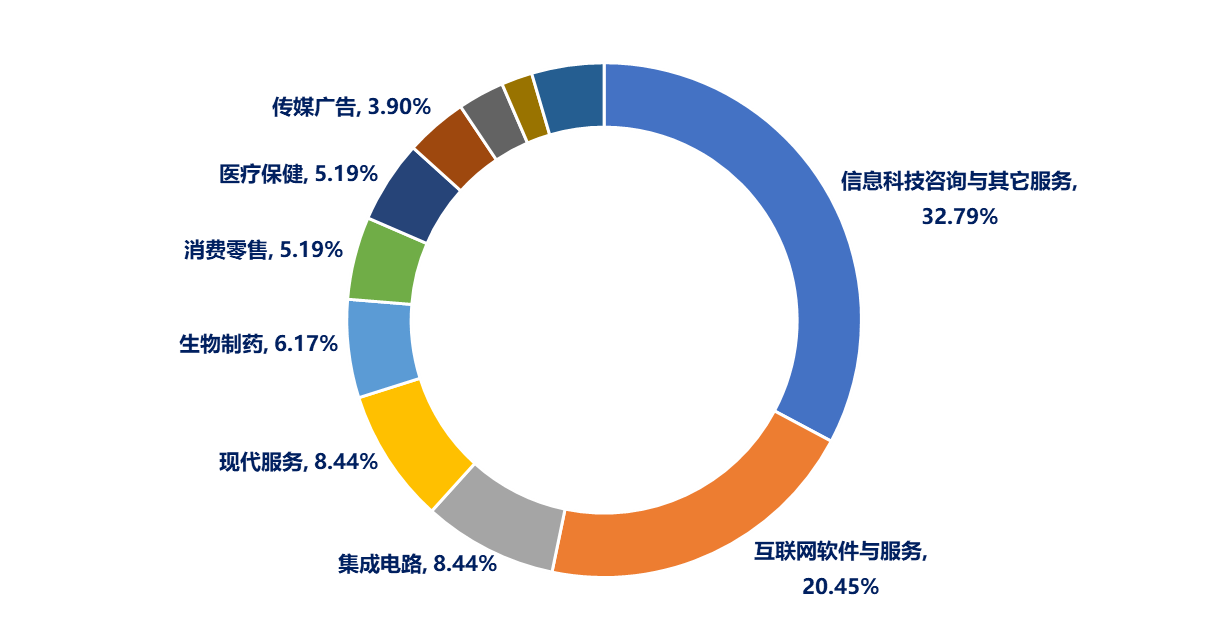 传媒广告, 3.90%
医疗保健, 5.19%
信息科技咨询与其它服务,
32.79%
消费零售, 5.19%
生物制药, 6.17%
现代服务, 8.44%
集成电路, 8.44%
互联网软件与服务,
20.45%